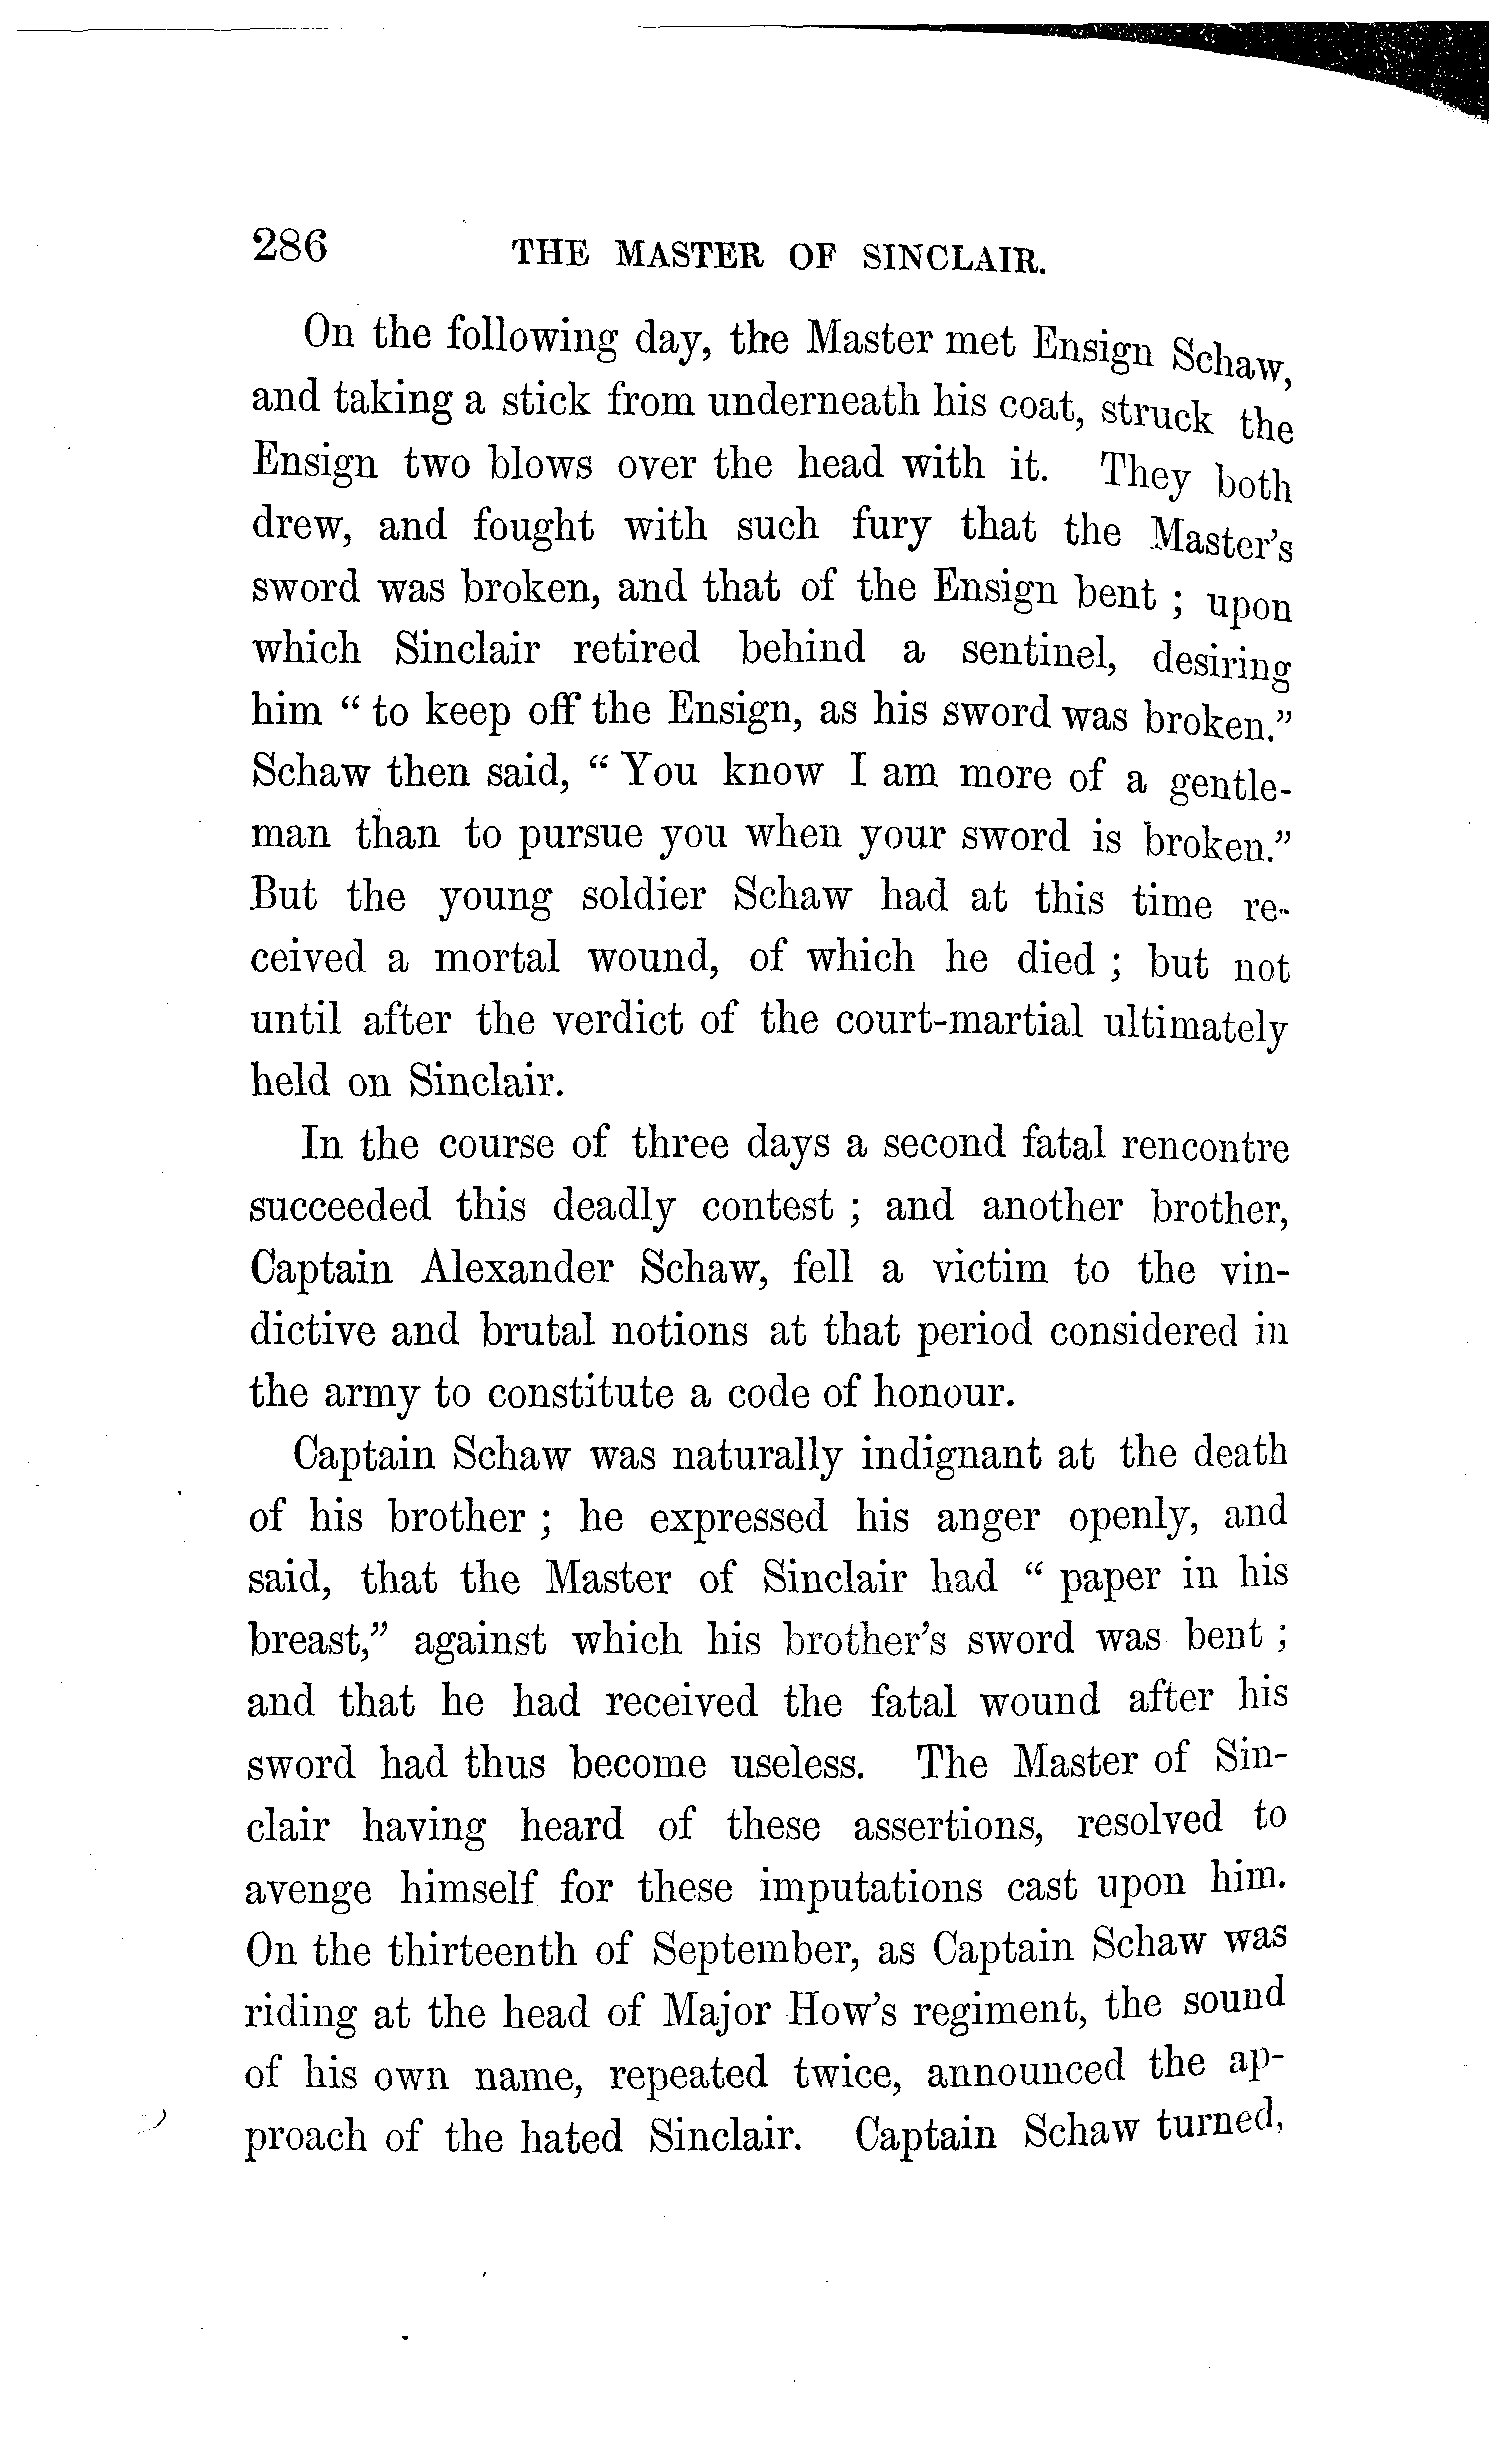 286 THE MASTER OF SINCLAIR.
On the following day, the Master met Ensign Schaw,
and taking a stick from underneath his coat, struck the
Ensign two blows over the head with it. They both
drew, and fought with such fury that the Master's
sword was broken, and that of the Ensign bent ; upon
which Sinclair retired behind a sentinel, desiring
him “ to keep off the Ensign, as his sword was broken.”
Schaw then said, “ You know I am more of a gentle-
man than to pursue you when your sword is broken.”
But the young soldier Schaw had at this time re-
ceived a mortal wound, of which he died ; but not
until after the verdict of the court-martial ultimately
held on Sinclair.
In the course of three days a second fatal rencontre
succeeded this deadly contest ; and another brother,
Captain Alexander Schaw, fell a victim to the vin-
dictive and brutal notions at that period considered in
the army to constitute a code of honour.
Captain Schaw was naturally indignant at the death
of his brother ; he expressed his anger openly, and
said, that the Master of Sinclair had “ paper in his
breast,” against which his brother's sword was bent ;
and that he had received the fatal wound after his
sword had thus become useless. The Master of Sin-
clair having heard of these assertions, resolved to
avenge himself for these imputations cast upon him.
On the thirteenth of September, as Captain Schaw was
riding at the head of Major How's regiment, the sound
of his own name, repeated twice, announced the ap-
proach of the hated Sinclair. Captain Schaw turned,